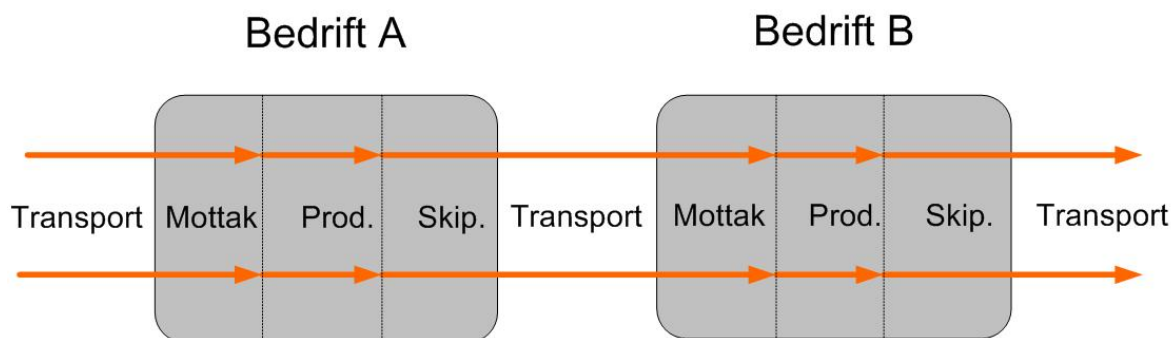 Bedrift A Bedrift B
Transport Mottak Prod. Skip. Transport Mottak Prod. Skip. Transport